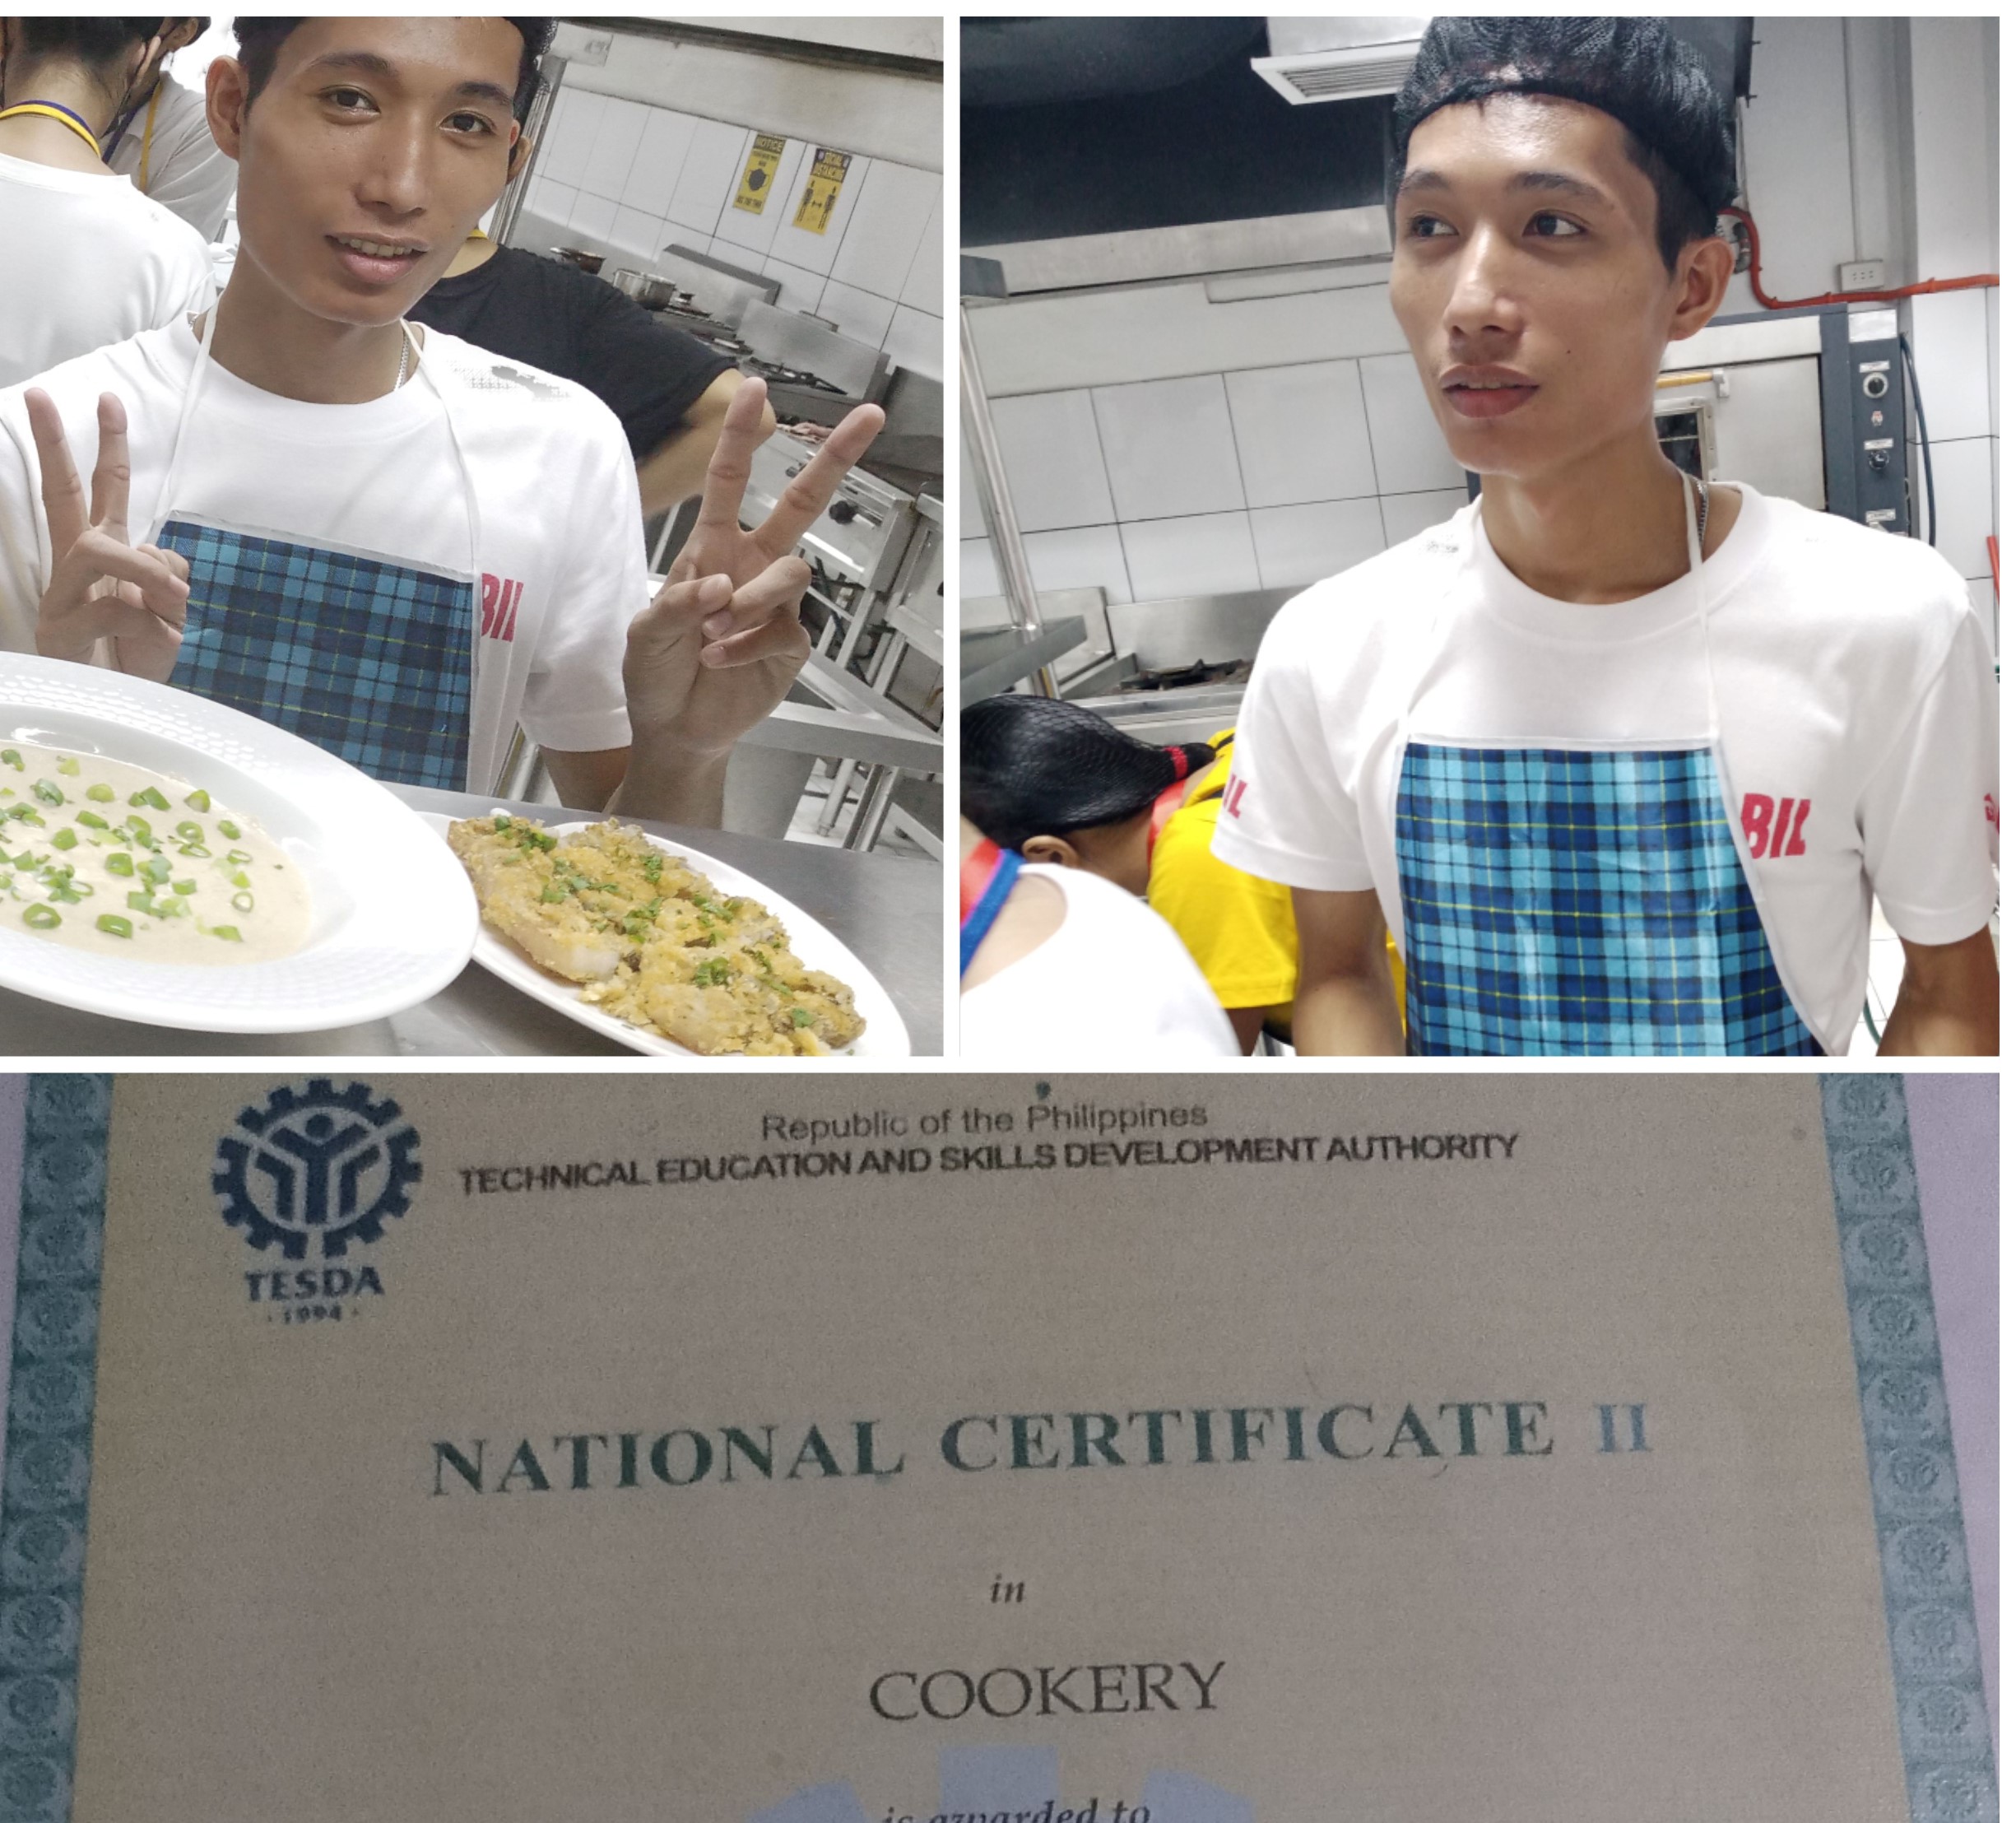 NOTICE
SOCIAL
DISTANCING
BIL
IL
BIL
Republic of the Philippines
TECHNICAL EDUCATION AND SKILLS DEVELOPMENT AUTHORITY
TESDA
· 1994 ·
NATIONAL CERTIFICATE II
in
COOKERY
is awarded to